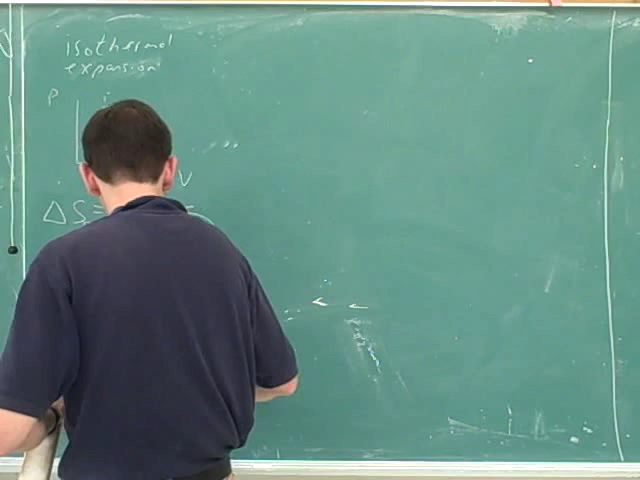 isothermal
expansion
P i
V
ΔS =